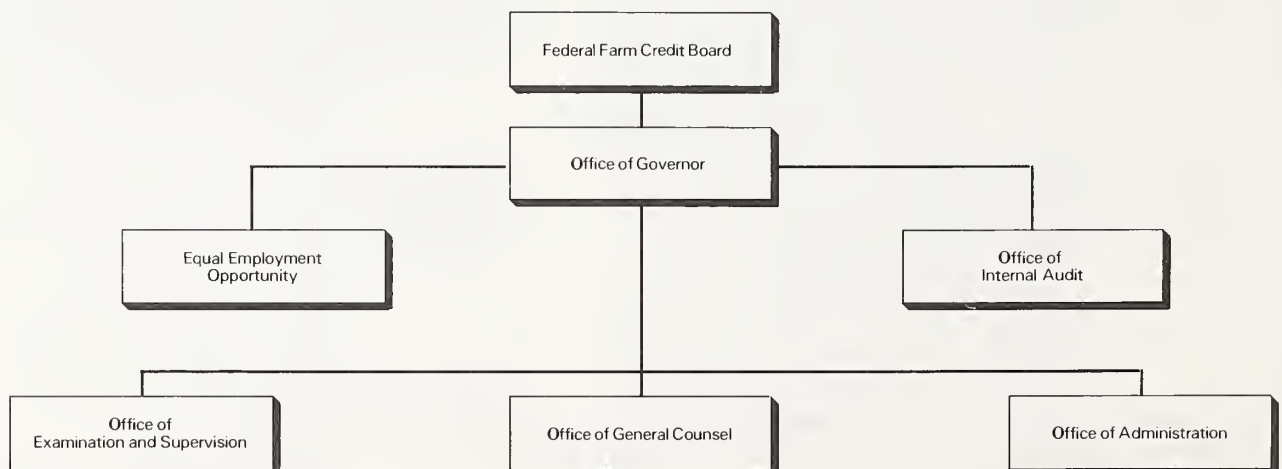 Federal Farm Credit Board
Office of Governor
Equal Employment
Opportunity
Office of
Internal Audit
Office of
Examination and Supervision
Office of General Counsel
Office of Administration